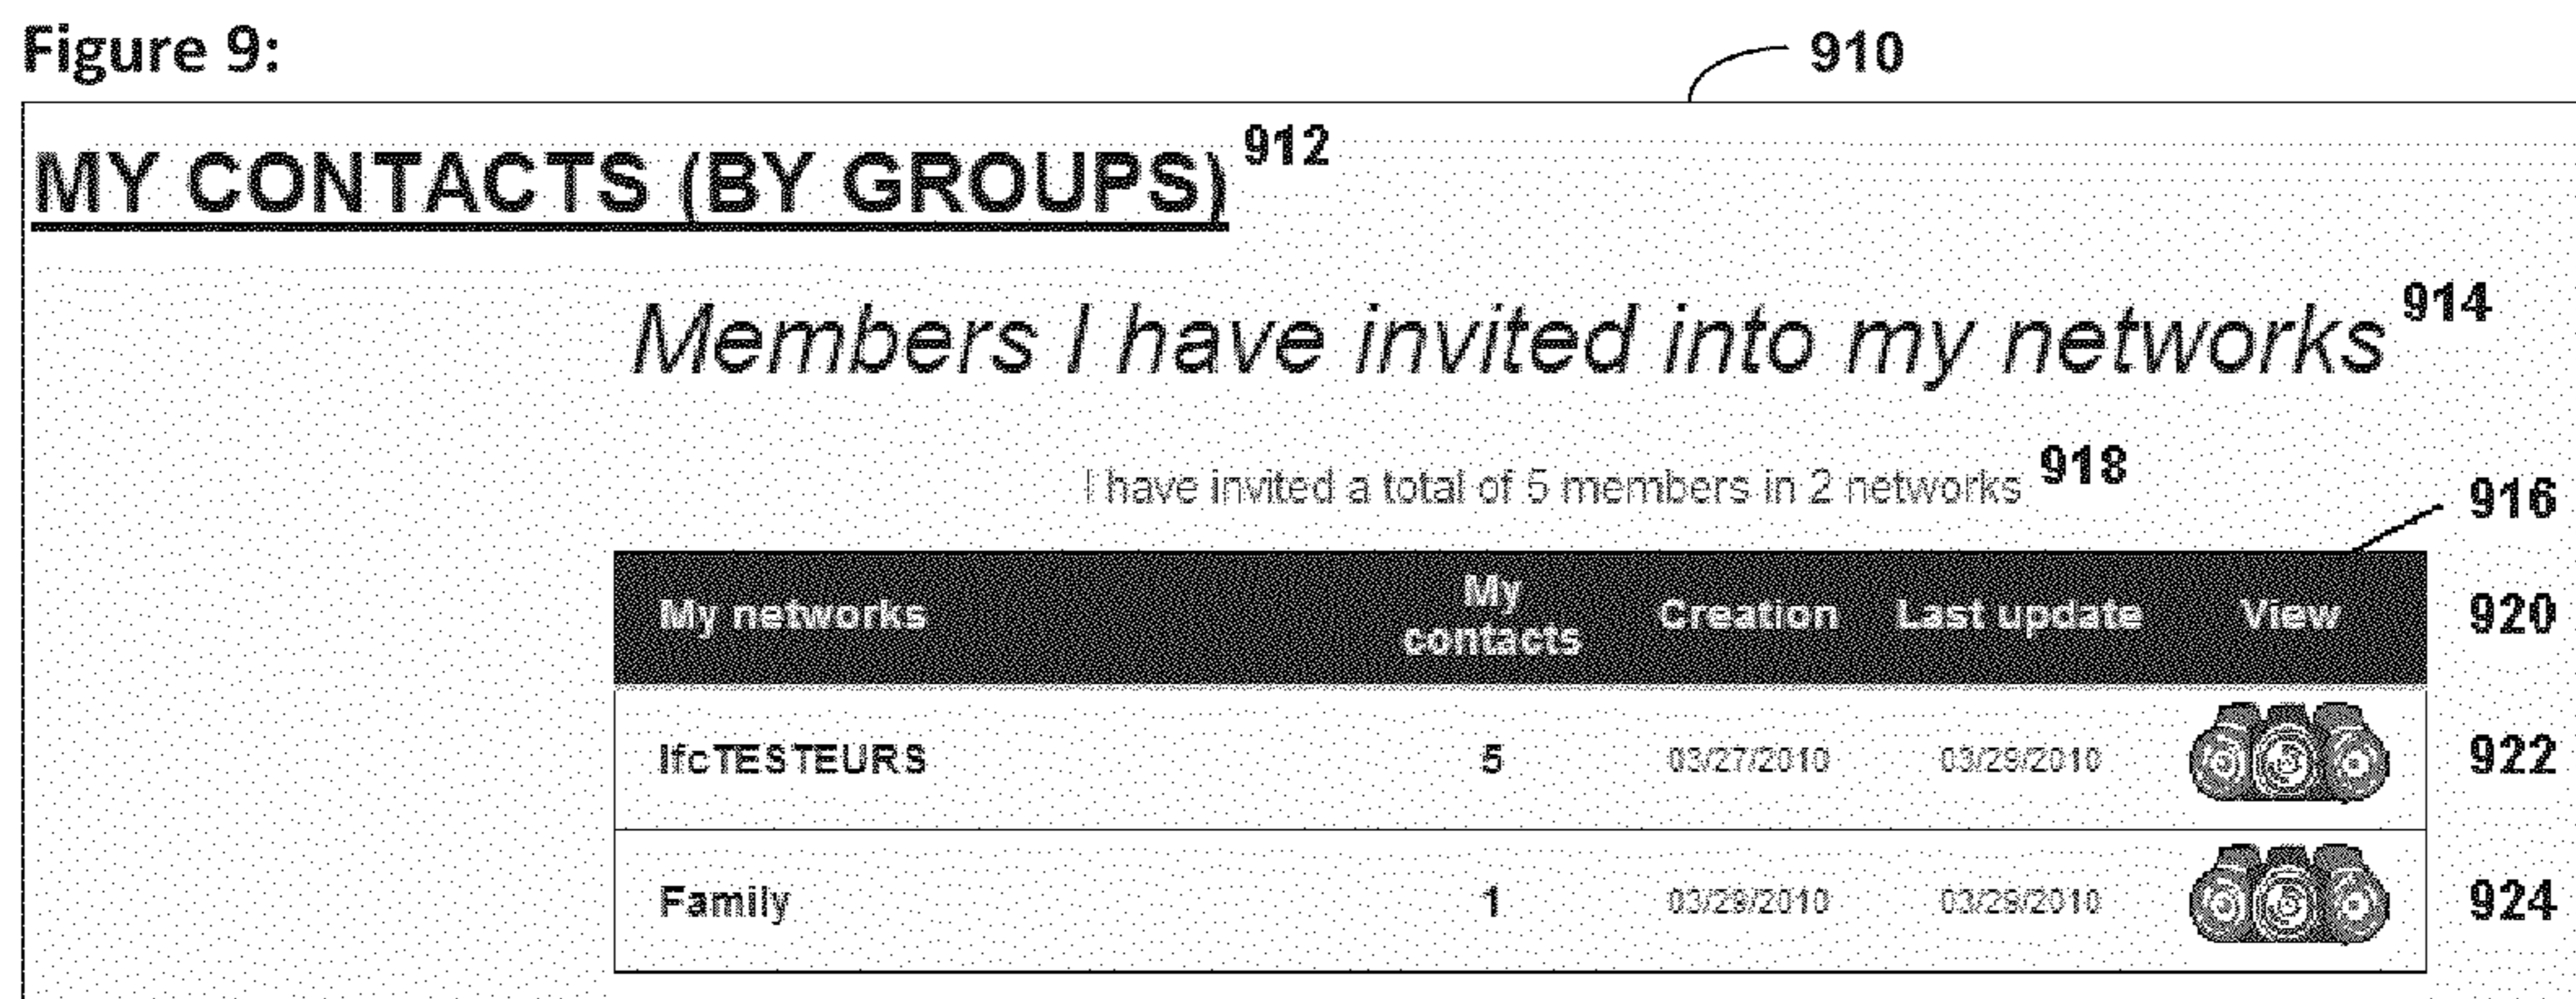 Figure 9:
910
MY CONTACTS (BY GROUPS) 912
Members I have invited into my networks 914
I have invited a total of 5 members in 2 networks 918
916
My networks My contacts Creation Last update View 920
lfcTESTEURS 5 03/27/2010 03/29/2010 922
Family 1 03/29/2010 03/29/2010 924